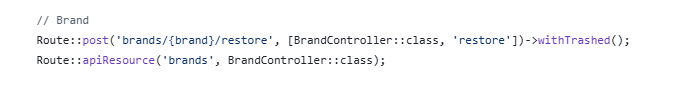 // Brand
Route::post('brands/{brand}/restore', [BrandController::class, 'restore'])->withTrashed();
Route::apiResource('brands', BrandController::class);